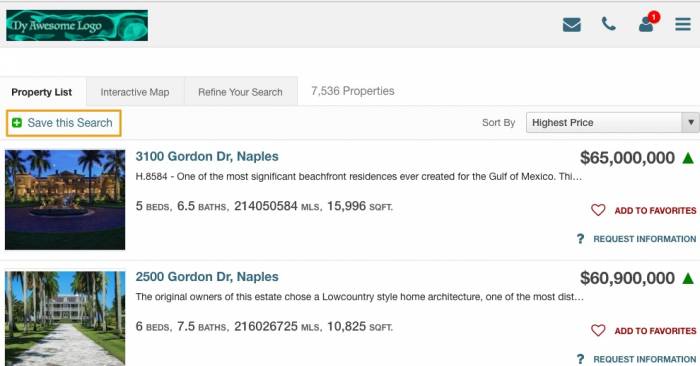 My Awesome Logo
1
Property List Interactive Map Refine Your Search 7,536 Properties
Save this Search Sort By Highest Price
3100 Gordon Dr, Naples $65,000,000
H.8584 - One of the most significant beachfront residences ever created for the Gulf of Mexico. Thi…
5 BEDS, 6.5 BATHS, 214050584 MLS, 15,996 SQFT.
ADD TO FAVORITES
? REQUEST INFORMATION
2500 Gordon Dr, Naples $60,900,000
The original owners of this estate chose a Lowcountry style home architecture, one of the most dist…
6 BEDS, 7.5 BATHS, 216026725 MLS, 10,825 SQFT.
ADD TO FAVORITES
? REQUEST INFORMATION